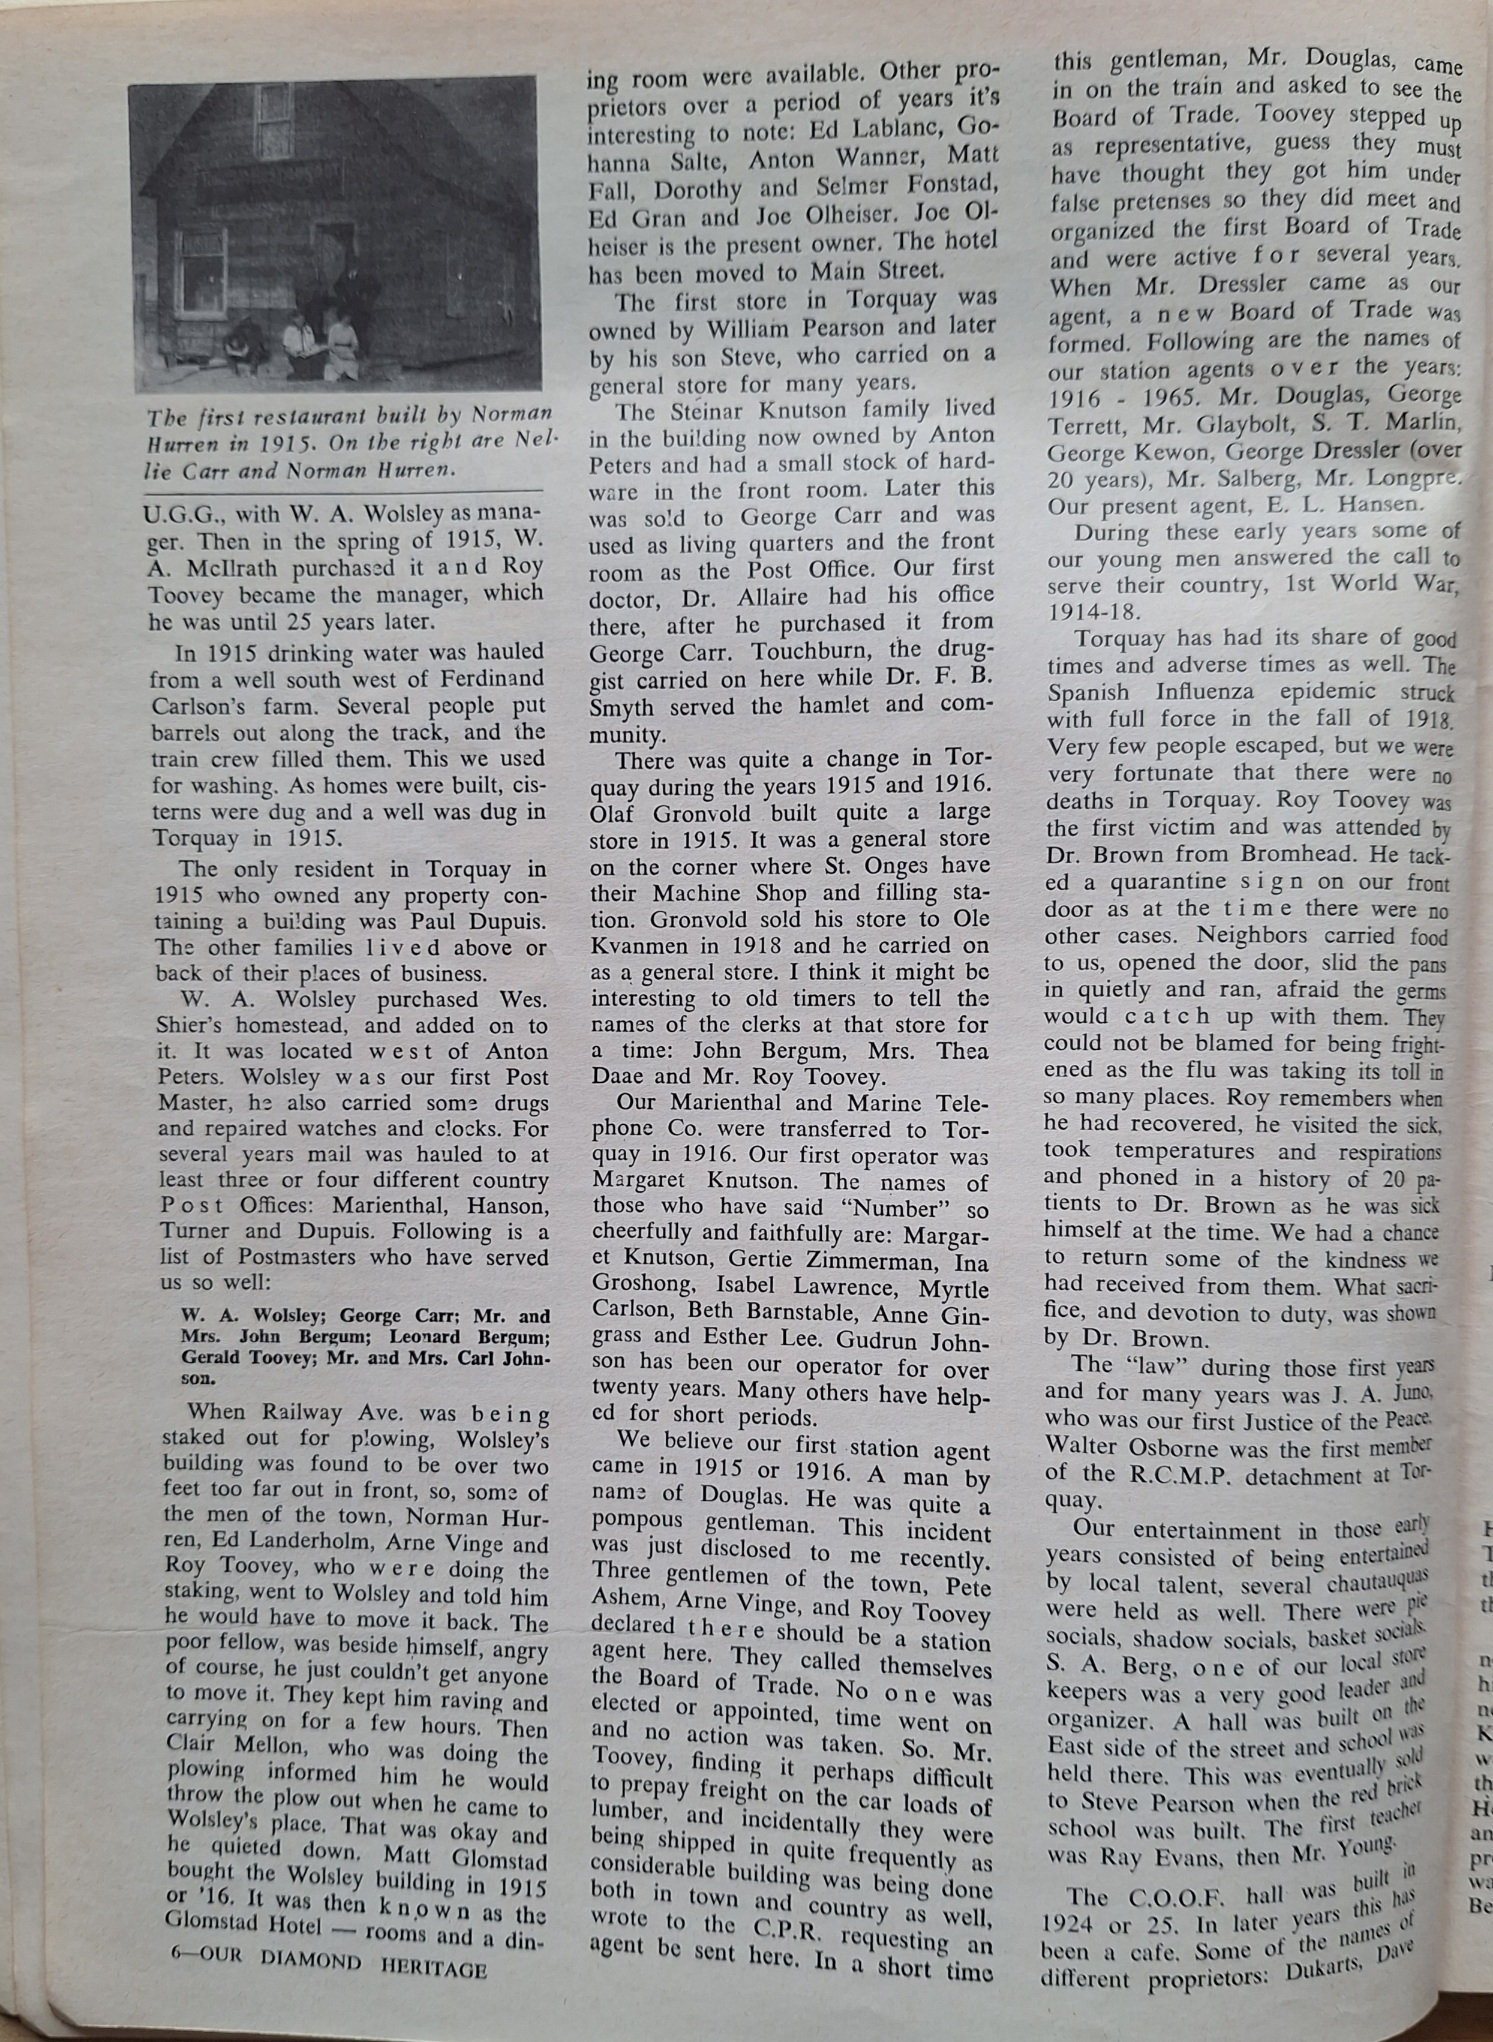 The first restaurant built by Norman
Hurren in 1915. On the right are Nel-
lie Carr and Norman Hurren.
U.G.G., with W. A. Wolsley as mana-
ger. Then in the spring of 1915, W.
A. McIlrath purchased it and Roy
Toovey became the manager, which
he was until 25 years later.
In 1915 drinking water was hauled
from a well south west of Ferdinand
Carlson's farm. Several people put
barrels out along the track, and the
train crew filled them. This we used
for washing. As homes were built, cis-
terns were dug and a well was dug in
Torquay in 1915.
The only resident in Torquay in
1915 who owned any property con-
taining a building was Paul Dupuis.
The other families lived above or
back of their places of business.
W. A. Wolsley purchased Wes.
Shier's homestead, and added on to
it. It was located west of Anton
Peters. Wolsley was our first Post
Master, he also carried some drugs
and repaired watches and clocks. For
several years mail was hauled to at
least three or four different country
Post Offices: Marienthal, Hanson,
Turner and Dupuis. Following is a
list of Postmasters who have served
us so well:
W. A. Wolsley; George Carr; Mr. and
Mrs. John Bergum; Leonard Bergum;
Gerald Toovey; Mr. and Mrs. Carl John-
son.
When Railway Ave. was being
staked out for plowing, Wolsley's
building was found to be over two
feet too far out in front, so, some of
the men of the town, Norman Hur-
ren, Ed Landerholm, Arne Vinge and
Roy Toovey, who were doing the
staking, went to Wolsley and told him
he would have to move it back. The
poor fellow, was beside himself, angry
of course, he just couldn't get anyone
to move it. They kept him raving and
carrying on for a few hours. Then
Clair Mellon, who was doing the
plowing informed him he would
throw the plow out when he came to
Wolsley's place. That was okay and
he quieted down. Matt Glomstad
bought the Wolsley building in 1915
or '16. It was then known as the
Glomstad Hotel — rooms and a din-
6—OUR DIAMOND HERITAGE
ing room were available. Other pro-
prietors over a period of years it's
interesting to note: Ed Lablanc, Go-
hanna Salte, Anton Wanner, Matt
Fall, Dorothy and Selmer Fonstad,
Ed Gran and Joe Olheiser. Joe Ol-
heiser is the present owner. The hotel
has been moved to Main Street.
The first store in Torquay was
owned by William Pearson and later
by his son Steve, who carried on a
general store for many years.
The Steinar Knutson family lived
in the building now owned by Anton
Peters and had a small stock of hard-
ware in the front room. Later this
was sold to George Carr and was
used as living quarters and the front
room as the Post Office. Our first
doctor, Dr. Allaire had his office
there, after he purchased it from
George Carr. Touchburn, the drug-
gist carried on here while Dr. F. B.
Smyth served the hamlet and com-
munity.
There was quite a change in Tor-
quay during the years 1915 and 1916.
Olaf Gronvold built quite a large
store in 1915. It was a general store
on the corner where St. Onges have
their Machine Shop and filling sta-
tion. Gronvold sold his store to Ole
Kvanmen in 1918 and he carried on
as a general store. I think it might be
interesting to old timers to tell the
names of the clerks at that store for
a time: John Bergum, Mrs. Thea
Daae and Mr. Roy Toovey.
Our Marienthal and Marine Tele-
phone Co. were transferred to Tor-
quay in 1916. Our first operator was
Margaret Knutson. The names of
those who have said "Number" so
cheerfully and faithfully are: Margar-
et Knutson, Gertie Zimmerman, Ina
Groshong, Isabel Lawrence, Myrtle
Carlson, Beth Barnstable, Anne Gin-
grass and Esther Lee. Gudrun John-
son has been our operator for over
twenty years. Many others have help-
ed for short periods.
We believe our first station agent
came in 1915 or 1916. A man by
name of Douglas. He was quite a
pompous gentleman. This incident
was just disclosed to me recently.
Three gentlemen of the town, Pete
Ashem, Arne Vinge, and Roy Toovey
declared there should be a station
agent here. They called themselves
the Board of Trade. No one was
elected or appointed, time went on
and no action was taken. So. Mr.
Toovey, finding it perhaps difficult
to prepay freight on the car loads of
lumber, and incidentally they were
being shipped in quite frequently as
considerable building was being done
both in town and country as well,
wrote to the C.P.R. requesting an
agent be sent here. In a short time
this gentleman, Mr. Douglas, came
in on the train and asked to see the
Board of Trade. Toovey stepped up
as representative, guess they must
have thought they got him under
false pretenses so they did meet and
organized the first Board of Trade
and were active for several years.
When Mr. Dressler came as our
agent, a new Board of Trade was
formed. Following are the names of
our station agents over the years:
1916 - 1965. Mr. Douglas, George
Terrett, Mr. Glaybolt, S. T. Marlin,
George Kewon, George Dressler (over
20 years), Mr. Salberg, Mr. Longpre.
Our present agent, E. L. Hansen.
During these early years some of
our young men answered the call to
serve their country, 1st World War,
1914-18.
Torquay has had its share of good
times and adverse times as well. The
Spanish Influenza epidemic struck
with full force in the fall of 1918.
Very few people escaped, but we were
very fortunate that there were no
deaths in Torquay. Roy Toovey was
the first victim and was attended by
Dr. Brown from Bromhead. He tack-
ed a quarantine sign on our front
door as at the time there were no
other cases. Neighbors carried food
to us, opened the door, slid the pans
in quietly and ran, afraid the germs
would catch up with them. They
could not be blamed for being fright-
ened as the flu was taking its toll in
so many places. Roy remembers when
he had recovered, he visited the sick,
took temperatures and respirations
and phoned in a history of 20 pa-
tients to Dr. Brown as he was sick
himself at the time. We had a chance
to return some of the kindness we
had received from them. What sacri-
fice, and devotion to duty, was shown
by Dr. Brown.
The "law" during those first years
and for many years was J. A. Juno,
who was our first Justice of the Peace.
Walter Osborne was the first member
of the R.C.M.P. detachment at Tor-
quay.
Our entertainment in those early
years consisted of being entertained
by local talent, several chautauquas
were held as well. There were pie
socials, shadow socials, basket socials.
S. A. Berg, one of our local store
keepers was a very good leader and
organizer. A hall was built on the
East side of the street and school was
held there. This was eventually sold
to Steve Pearson when the red brick
school was built. The first teacher
was Ray Evans, then Mr. Young.
The C.O.O.F. hall was built in
1924 or 25. In later years this has
been a cafe. Some of the names of
different proprietors: Dukarts, Dave